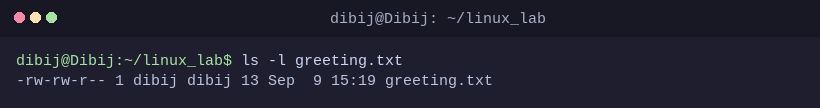 dibij@Dibij: ~/linux_lab
dibij@Dibij:~/linux_lab$ ls -l greeting.txt
-rw-rw-r-- 1 dibij dibij 13 Sep  9 15:19 greeting.txt